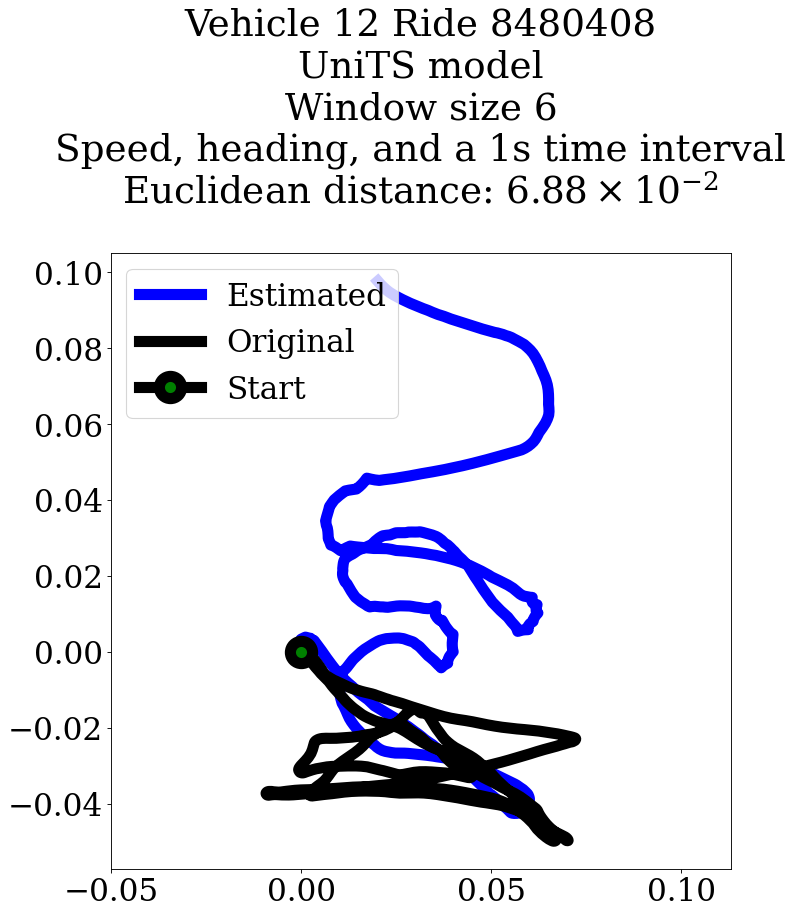 Vehicle 12 Ride 8480408
UniTS model
Window size 6
Speed, heading, and a 1s time interval
Euclidean distance: 6.88 × 10⁻²
Estimated
Original
Start
0.10
0.08
0.06
0.04
0.02
0.00
−0.02
−0.04
−0.05 0.00 0.05 0.10